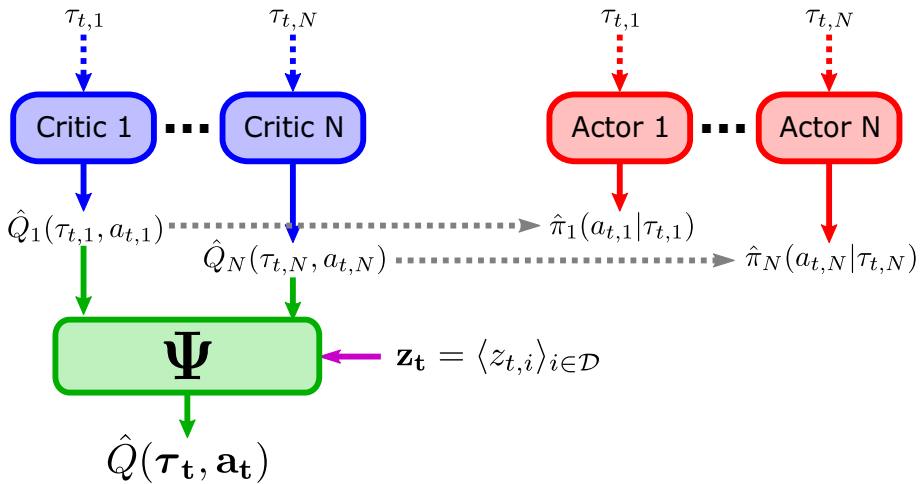 τ_{t,1} τ_{t,N} τ_{t,1} τ_{t,N}
Critic 1 ··· Critic N Actor 1 ··· Actor N
Q̂_1(τ_{t,1}, a_{t,1}) π̂_1(a_{t,1}|τ_{t,1})
Q̂_N(τ_{t,N}, a_{t,N}) π̂_N(a_{t,N}|τ_{t,N})
Ψ z_t = ⟨z_{t,i}⟩_{i∈𝒟}
Q̂(τ_t, a_t)